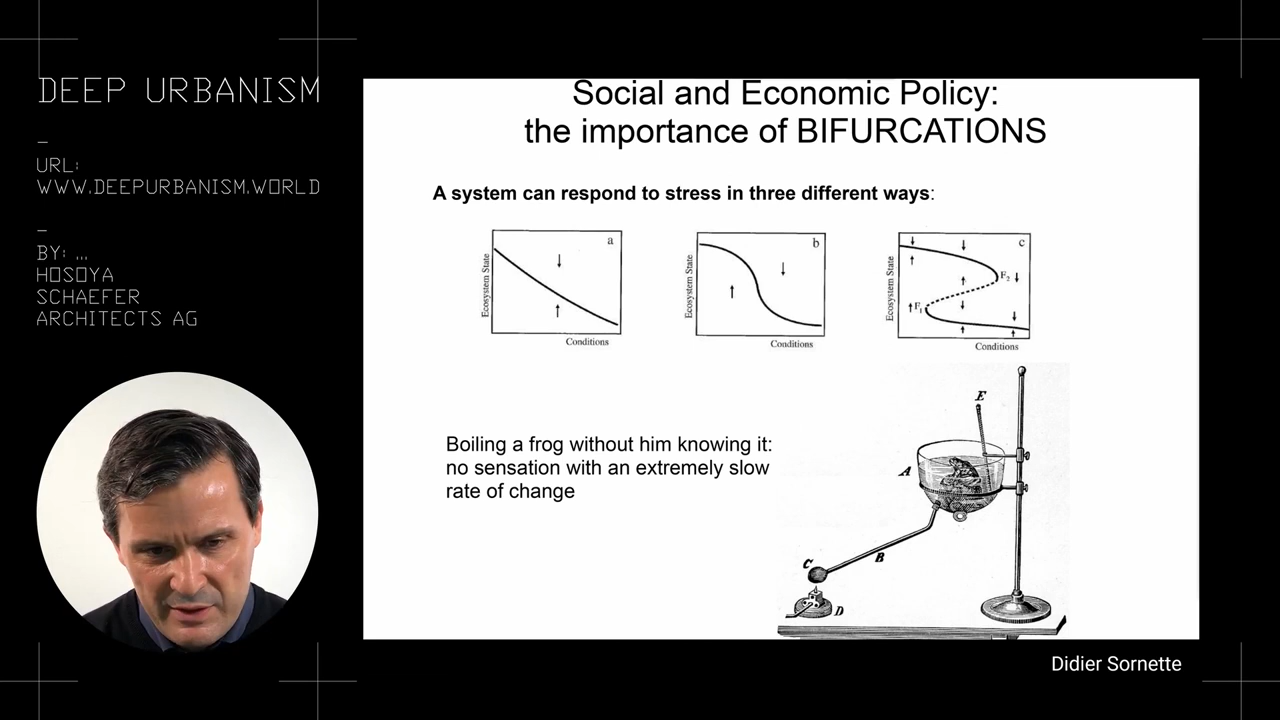 DEEP URBANISM
–
URL:
WWW.DEEPURBANISM.WORLD
–
BY: ...
HOSOYA
SCHAEFER
ARCHITECTS AG
Social and Economic Policy:
the importance of BIFURCATIONS
A system can respond to stress in three different ways:
a
Ecosystem State
Conditions
b
Ecosystem State
Conditions
c
Ecosystem State
F₂
F₁
Conditions
Boiling a frog without him knowing it:
no sensation with an extremely slow
rate of change
E
A
B
C
D
Didier Sornette